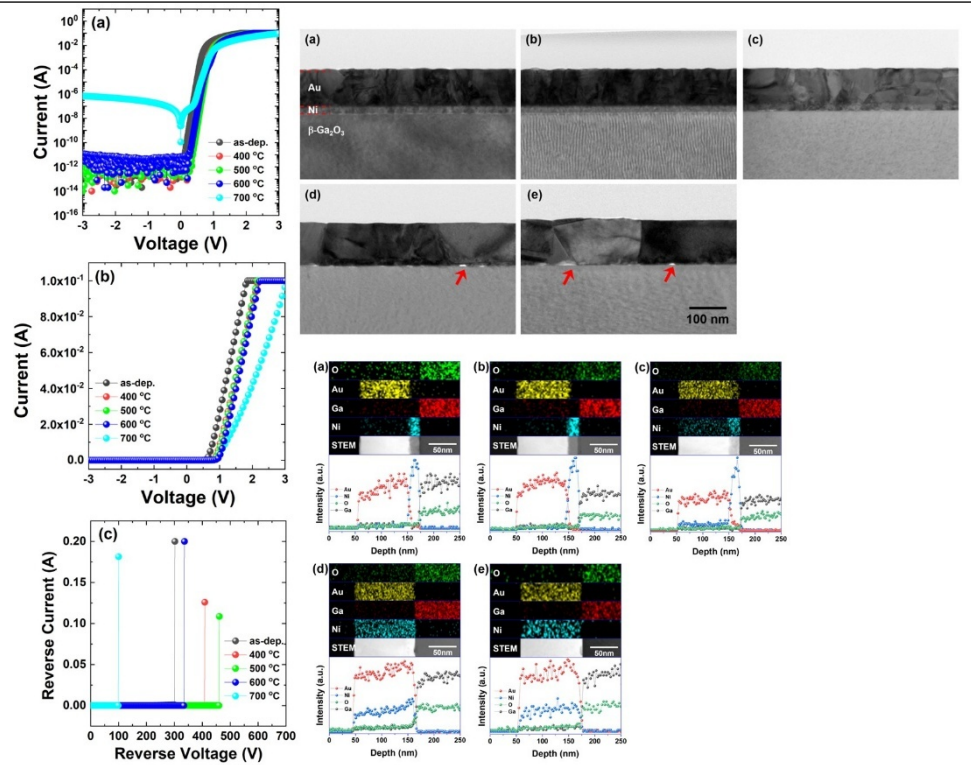 (a)
10⁰
10⁻²
10⁻⁴
10⁻⁶
10⁻⁸
10⁻¹⁰
10⁻¹²
10⁻¹⁴
10⁻¹⁶
Current (A)
as-dep.
400 °C
500 °C
600 °C
700 °C
-3 -2 -1 0 1 2 3
Voltage (V)
(b)
1.0x10⁻¹
8.0x10⁻²
6.0x10⁻²
4.0x10⁻²
2.0x10⁻²
0.0
Current (A)
as-dep.
400 °C
500 °C
600 °C
700 °C
-3 -2 -1 0 1 2 3
Voltage (V)
(c)
0.20
0.15
0.10
0.05
0.00
Reverse Current (A)
as-dep.
400 °C
500 °C
600 °C
700 °C
0 100 200 300 400 500 600 700
Reverse Voltage (V)
(a)
Au
Ni
β-Ga₂O₃
(b)
(c)
(d)
(e)
100 nm
(a)
O
Au
Ga
Ni
STEM
50nm
Intensity (a.u.)
Au
Ni
O
Ga
0 50 100 150 200 250
Depth (nm)
(b)
O
Au
Ga
Ni
STEM
50nm
Intensity (a.u.)
Au
Ni
O
Ga
0 50 100 150 200 250
Depth (nm)
(c)
O
Au
Ga
Ni
STEM
50nm
Intensity (a.u.)
Au
Ni
O
Ga
0 50 100 150 200 250
Depth (nm)
(d)
O
Au
Ga
Ni
STEM
50nm
Intensity (a.u.)
Au
Ni
O
Ga
0 50 100 150 200 250
Depth (nm)
(e)
O
Au
Ga
Ni
STEM
50nm
Intensity (a.u.)
Au
Ni
O
Ga
0 50 100 150 200 250
Depth (nm)